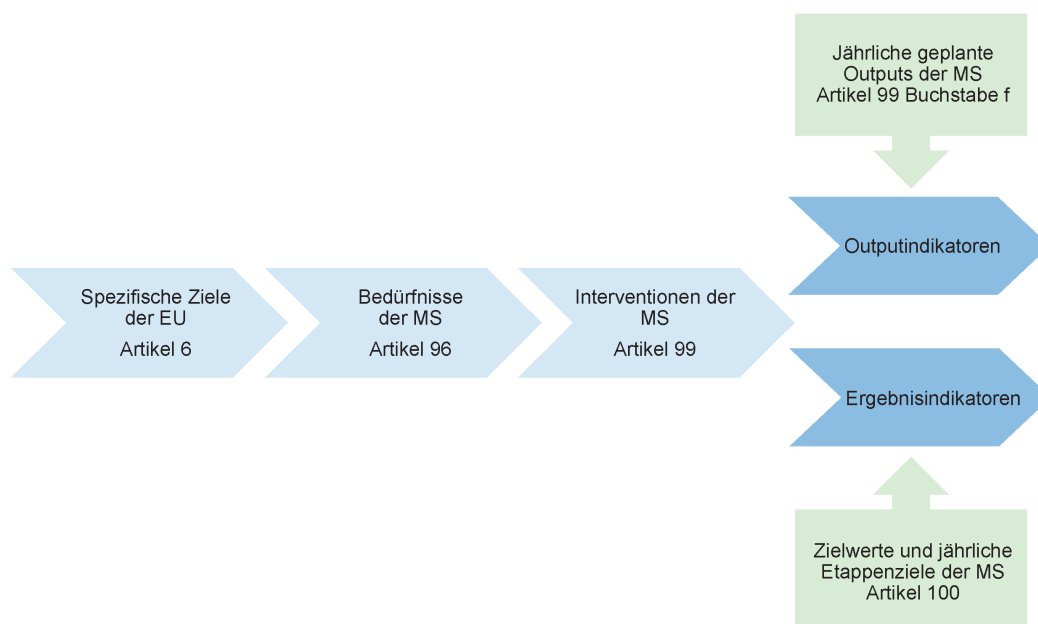 Jährliche geplante
Outputs der MS
Artikel 99 Buchstabe f
Outputindikatoren
Spezifische Ziele
der EU
Artikel 6
Bedürfnisse
der MS
Artikel 96
Interventionen der
MS
Artikel 99
Ergebnisindikatoren
Zielwerte und jährliche
Etappenziele der MS
Artikel 100